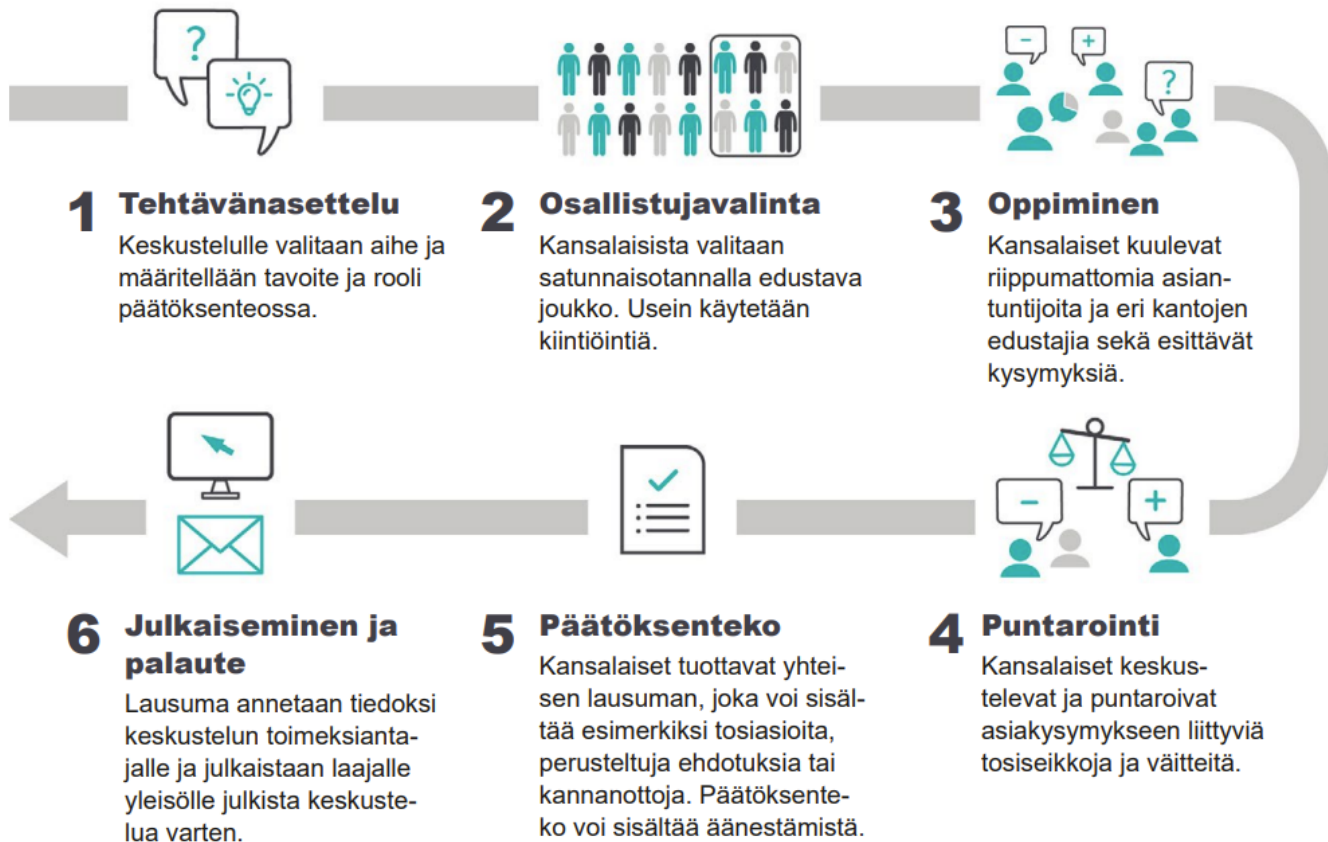 ?
1 Tehtävänasettelu
Keskustelulle valitaan aihe ja
määritellään tavoite ja rooli
päätöksenteossa.
2 Osallistujavalinta
Kansalaisista valitaan
satunnaisotannalla edustava
joukko. Usein käytetään
kiintiöintiä.
- +
?
3 Oppiminen
Kansalaiset kuulevat
riippumattomia asian-
tuntijoita ja eri kantojen
edustajia sekä esittävät
kysymyksiä.
- +
4 Puntarointi
Kansalaiset keskus-
televat ja puntaroivat
asiakysymykseen liittyviä
tosiseikkoja ja väitteitä.
5 Päätöksenteko
Kansalaiset tuottavat yhtei-
sen lausuman, joka voi sisäl-
tää esimerkiksi tosiasioita,
perusteltuja ehdotuksia tai
kannanottoja. Päätöksente-
ko voi sisältää äänestämistä.
6 Julkaiseminen ja
palaute
Lausuma annetaan tiedoksi
keskustelun toimeksianta-
jalle ja julkaistaan laajalle
yleisölle julkista keskuste-
lua varten.